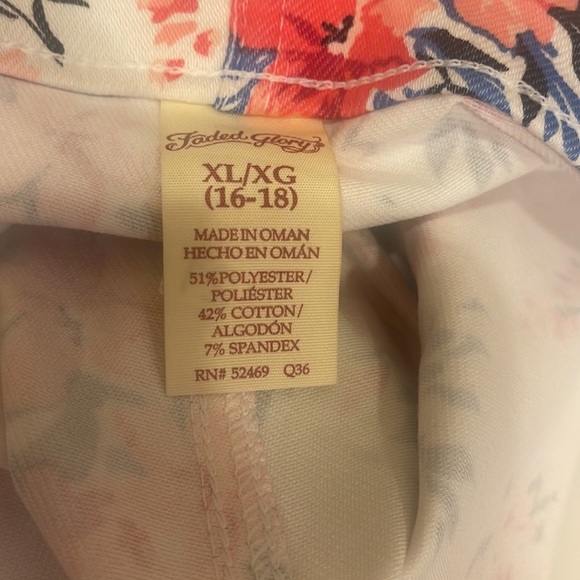 Faded Glory
XL/XG
(16-18)
MADE IN OMAN
HECHO EN OMÁN
51%POLYESTER/
POLIÉSTER
42% COTTON/
ALGODÓN
7% SPANDEX
RN# 52469 Q36